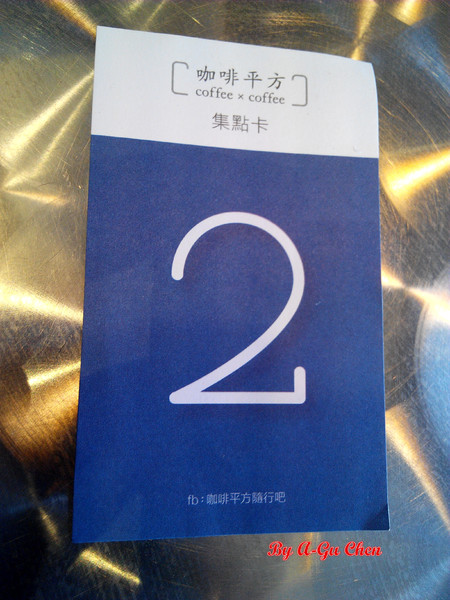 咖啡平方
coffee × coffee
集點卡
2
fb：咖啡平方隨行吧
By A-Gu Chen